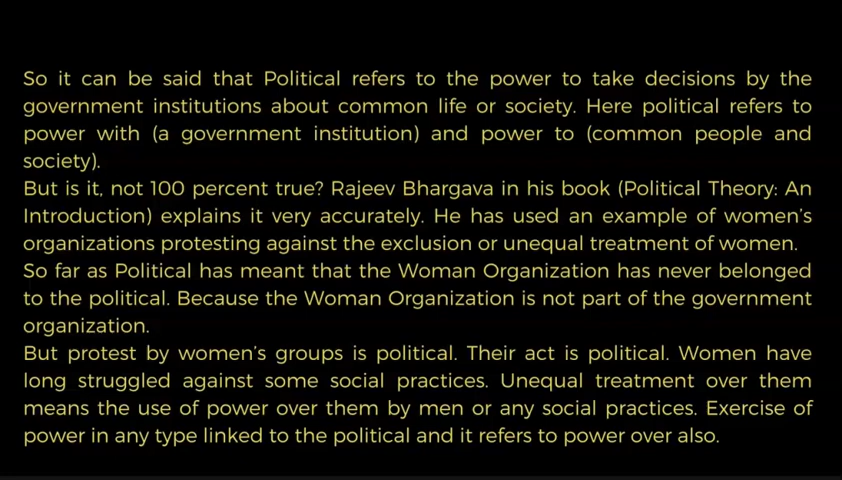 So it can be said that Political refers to the power to take decisions by the
government institutions about common life or society. Here political refers to
power with (a government institution) and power to (common people and
society).
But is it, not 100 percent true? Rajeev Bhargava in his book (Political Theory: An
Introduction) explains it very accurately. He has used an example of women's
organizations protesting against the exclusion or unequal treatment of women.
So far as Political has meant that the Woman Organization has never belonged
to the political. Because the Woman Organization is not part of the government
organization.
But protest by women's groups is political. Their act is political. Women have
long struggled against some social practices. Unequal treatment over them
means the use of power over them by men or any social practices. Exercise of
power in any type linked to the political and it refers to power over also.